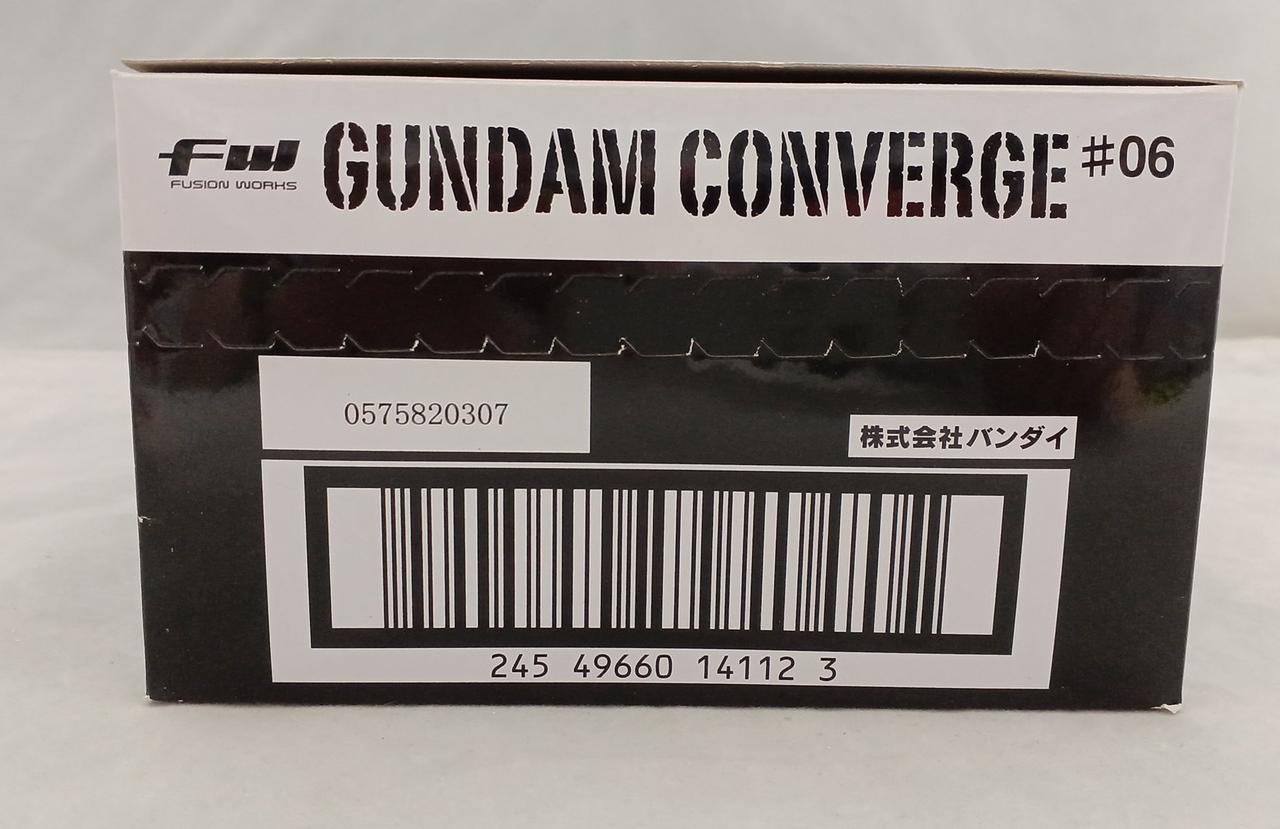 fw
FUSION WORKS
GUNDAM CONVERGE #06
0575820307
株式会社バンダイ
245 49660 14112 3